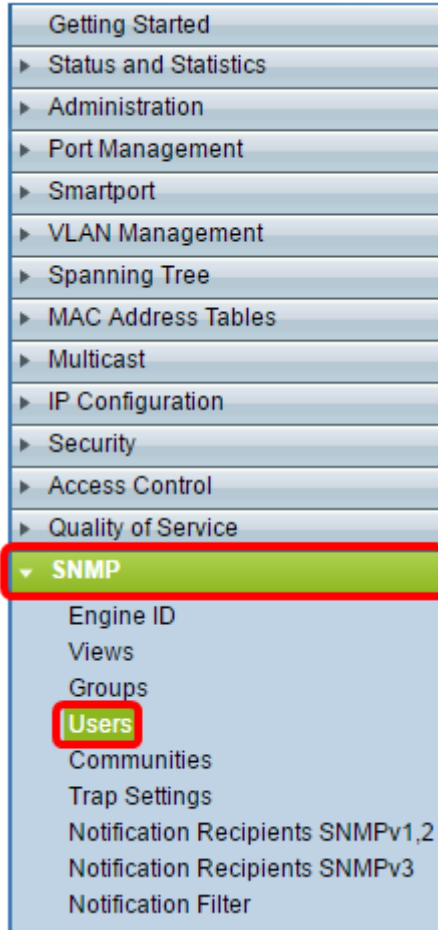 Getting Started
Status and Statistics
Administration
Port Management
Smartport
VLAN Management
Spanning Tree
MAC Address Tables
Multicast
IP Configuration
Security
Access Control
Quality of Service
SNMP
Engine ID
Views
Groups
Users
Communities
Trap Settings
Notification Recipients SNMPv1,2
Notification Recipients SNMPv3
Notification Filter